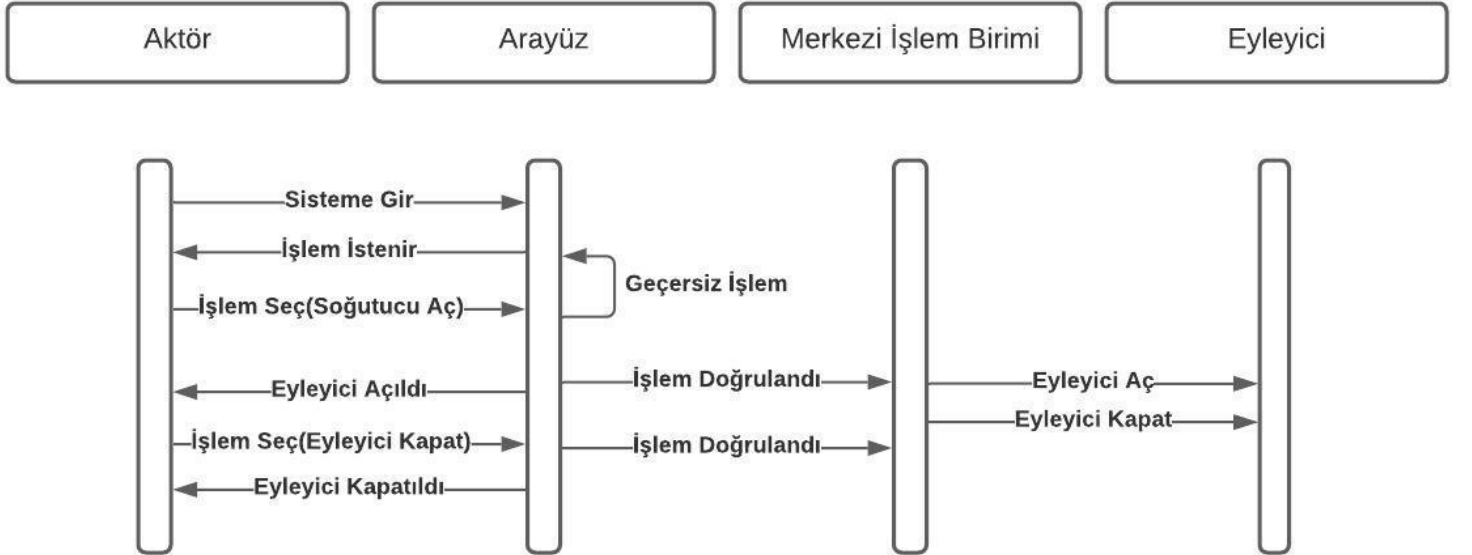 Aktör
Arayüz
Merkezi İşlem Birimi
Eyleyici
Sisteme Gir
İşlem İstenir
Geçersiz İşlem
İşlem Seç(Soğutucu Aç)
Eyleyici Açıldı
İşlem Doğrulandı
Eyleyici Aç
Eyleyici Kapat
İşlem Seç(Eyleyici Kapat)
İşlem Doğrulandı
Eyleyici Kapatıldı